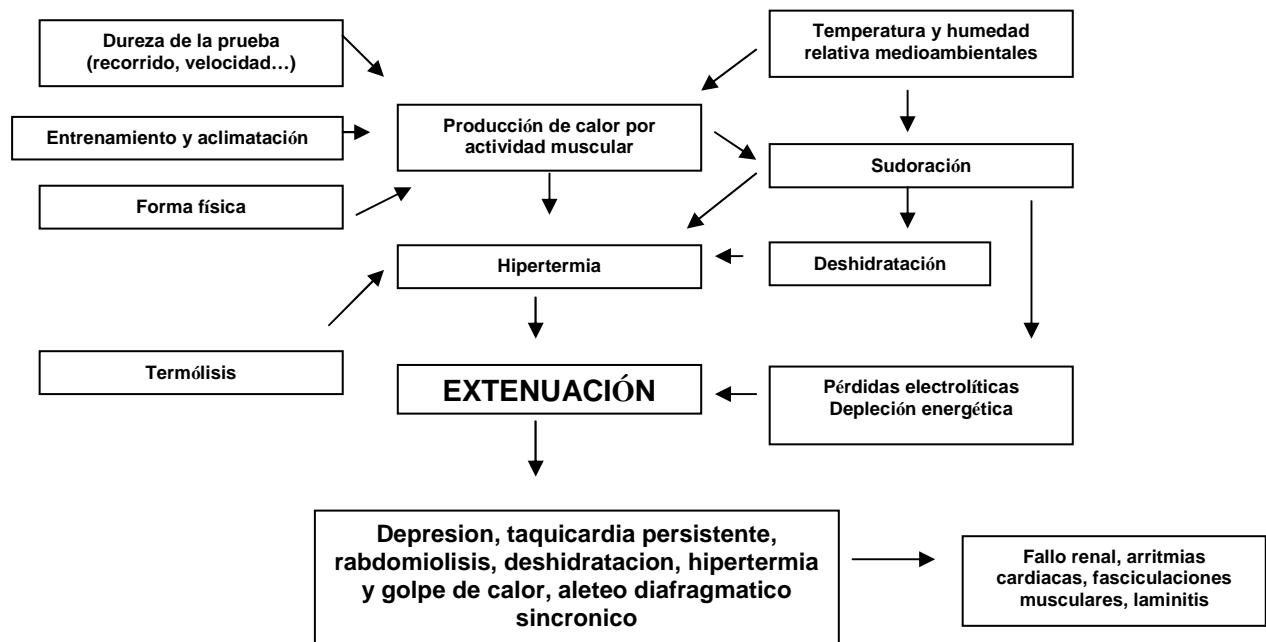 Dureza de la prueba
(recorrido, velocidad…)
Temperatura y humedad
relativa medioambientales
Entrenamiento y aclimatación
Producción de calor por
actividad muscular
Sudoración
Forma física
Hipertermia
Deshidratación
Termólisis
EXTENUACIÓN
Pérdidas electrolíticas
Depleción energética
Depresion, taquicardia persistente,
rabdomiolisis, deshidratacion, hipertermia
y golpe de calor, aleteo diafragmatico
sincronico
Fallo renal, arritmias
cardiacas, fasciculaciones
musculares, laminitis